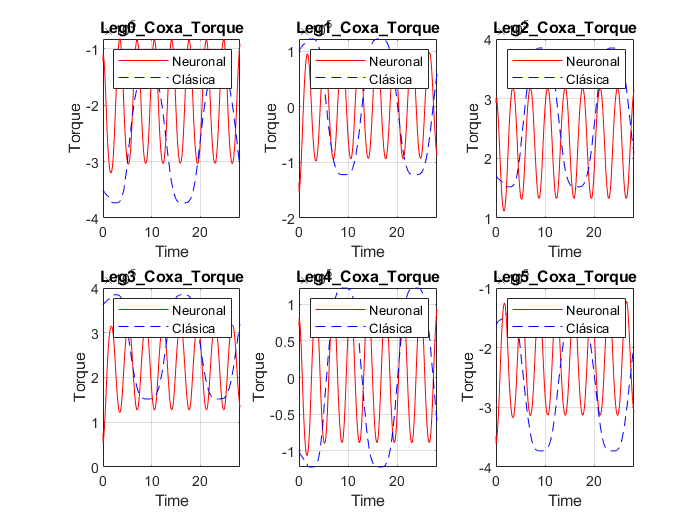 Leg0_Coxa_Torque
Leg1_Coxa_Torque
Leg2_Coxa_Torque
-1
-2
-3
-4
Torque
0
10
20
Time
Neuronal
Clásica
1
0
-1
-2
Torque
0
10
20
Time
Neuronal
Clásica
4
3
2
1
Torque
0
10
20
Time
Neuronal
Clásica
Leg3_Coxa_Torque
Leg4_Coxa_Torque
Leg5_Coxa_Torque
4
3
2
1
0
Torque
0
10
20
Time
Neuronal
Clásica
1
0.5
0
-0.5
-1
Torque
0
10
20
Time
Neuronal
Clásica
-1
-2
-3
-4
Torque
0
10
20
Time
Neuronal
Clásica